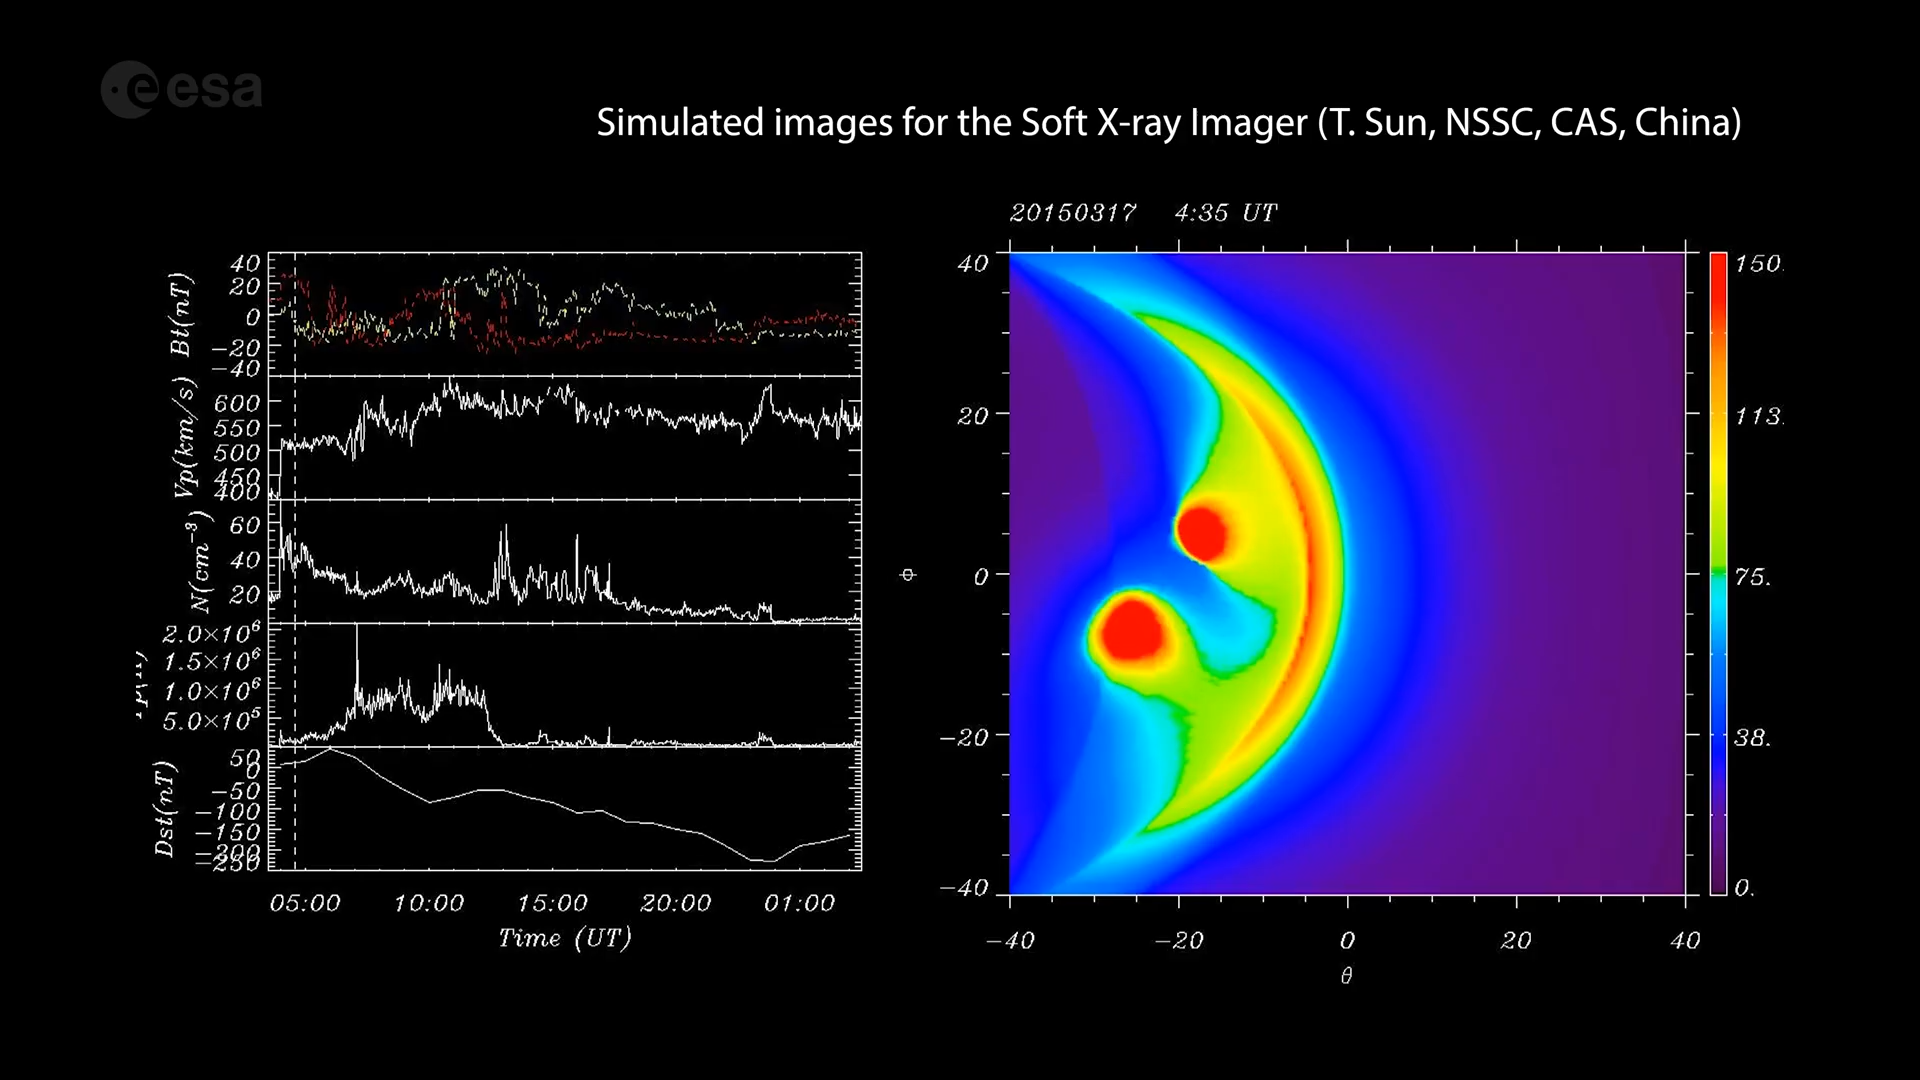 esa
Simulated images for the Soft X-ray Imager (T. Sun, NSSC, CAS, China)
20150317 4:35 UT
Bt(nT)
40
20
0
−20
−40
Vp(km/s)
600
550
500
450
400
N(cm⁻³)
60
40
20
2.0×10⁶
1.5×10⁶
1.0×10⁶
5.0×10⁵
Dst(nT)
50
0
−50
−100
−150
−200
−250
05:00 10:00 15:00 20:00 01:00
Time (UT)
Φ
40
20
0
−20
−40
−40 −20 0 20 40
θ
150.
113.
75.
38.
0.